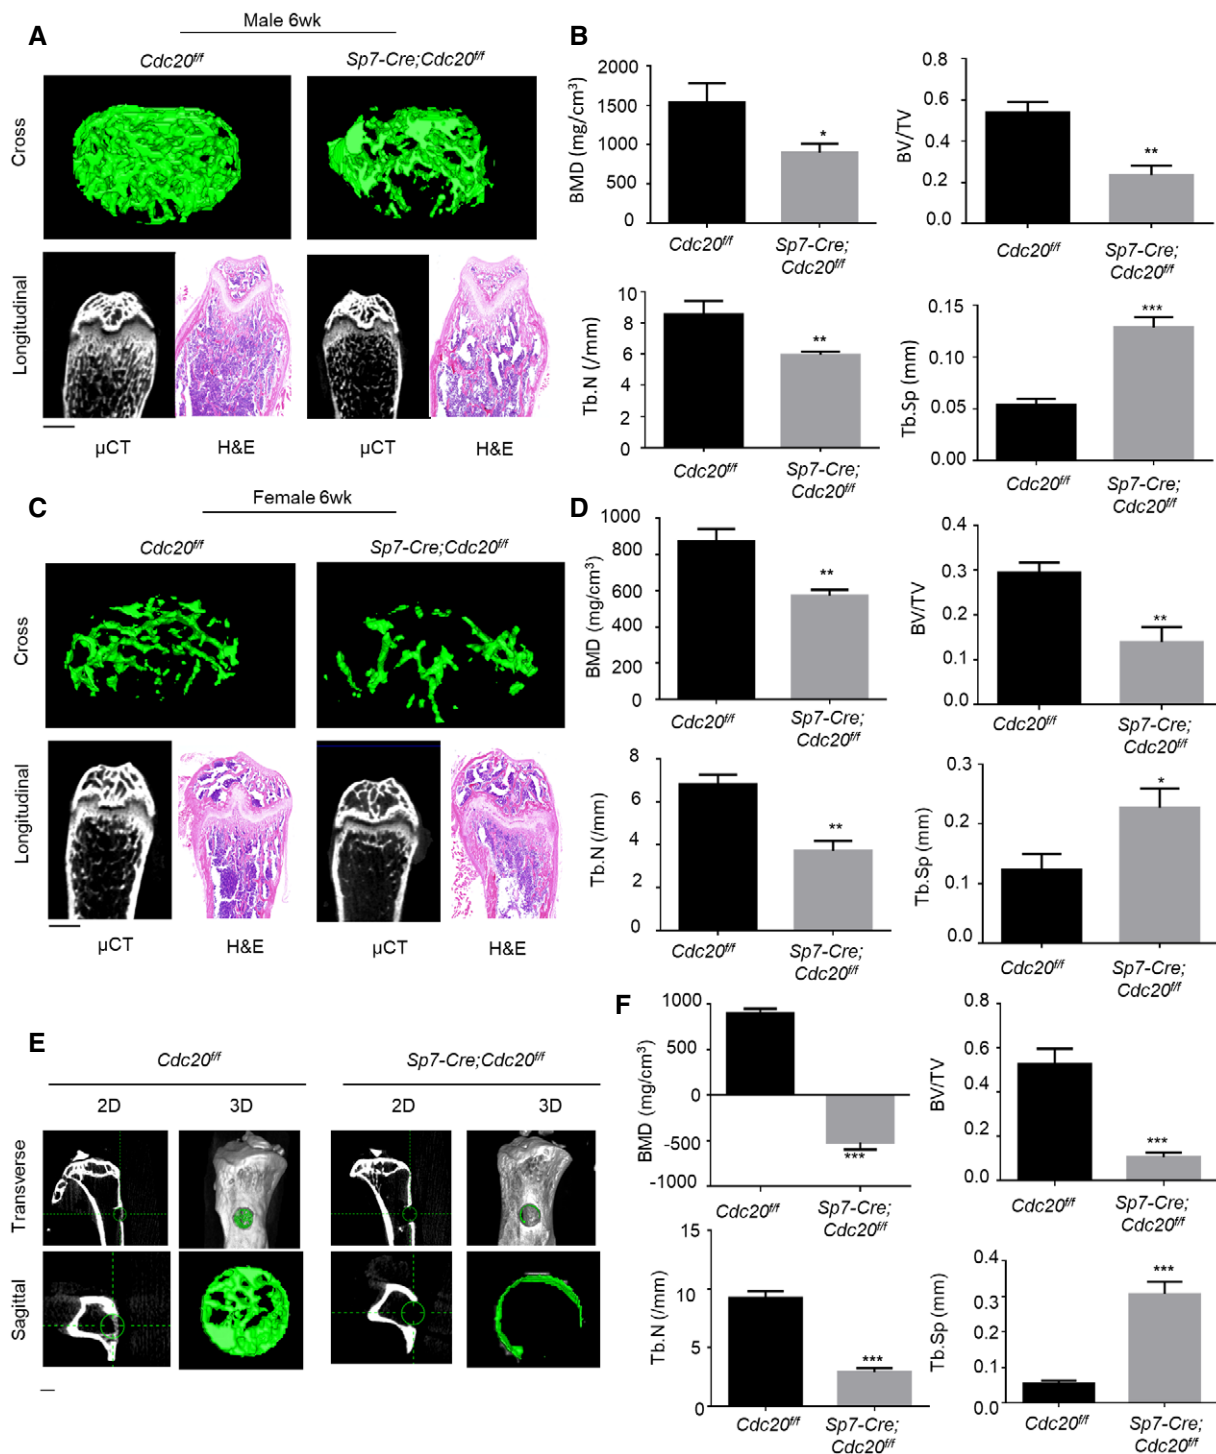 Male 6wk
A
Cdc20f/f
Sp7-Cre;Cdc20f/f
Cross
Longitudinal
µCT
H&E
µCT
H&E
B
BMD (mg/cm3)
2000
1500
1000
500
0
*
Cdc20f/f
Sp7-Cre;
Cdc20f/f
BV/TV
0.6
0.4
0.2
0.0
**
Cdc20f/f
Sp7-Cre;
Cdc20f/f
Tb.N (/mm)
10
8
6
4
2
0
**
Cdc20f/f
Sp7-Cre;
Cdc20f/f
Tb.Sp (mm)
0.15
0.10
0.05
0.00
***
Cdc20f/f
Sp7-Cre;
Cdc20f/f
Female 6wk
C
Cdc20f/f
Sp7-Cre;Cdc20f/f
Cross
Longitudinal
µCT
H&E
µCT
H&E
D
BMD (mg/cm3)
1000
800
600
400
200
0
**
Cdc20f/f
Sp7-Cre;
Cdc20f/f
BV/TV
0.4
0.3
0.2
0.1
0.0
**
Cdc20f/f
Sp7-Cre;
Cdc20f/f
Tb.N (/mm)
8
6
4
2
0
**
Cdc20f/f
Sp7-Cre;
Cdc20f/f
Tb.Sp (mm)
0.3
0.2
0.1
0.0
*
Cdc20f/f
Sp7-Cre;
Cdc20f/f
E
Cdc20f/f
Sp7-Cre;Cdc20f/f
2D
3D
2D
3D
Transverse
Sagittal
F
BMD (mg/cm3)
1000
500
0
-500
-1000
***
Cdc20f/f
Sp7-Cre;
Cdc20f/f
BV/TV
0.8
0.6
0.4
0.2
0.0
***
Cdc20f/f
Sp7-Cre;
Cdc20f/f
Tb.N (/mm)
15
10
5
0
***
Cdc20f/f
Sp7-Cre;
Cdc20f/f
Tb.Sp (mm)
0.4
0.3
0.2
0.1
0.0
***
Cdc20f/f
Sp7-Cre;
Cdc20f/f